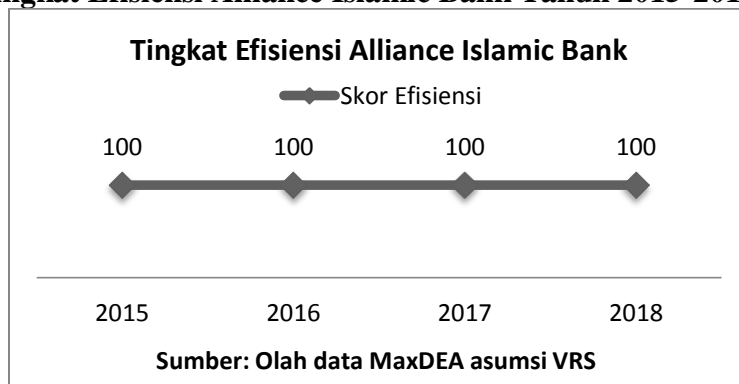 Tingkat Efisiensi Alliance Islamic Bank
Skor Efisiensi
100 100 100 100
2015 2016 2017 2018
Sumber: Olah data MaxDEA asumsi VRS